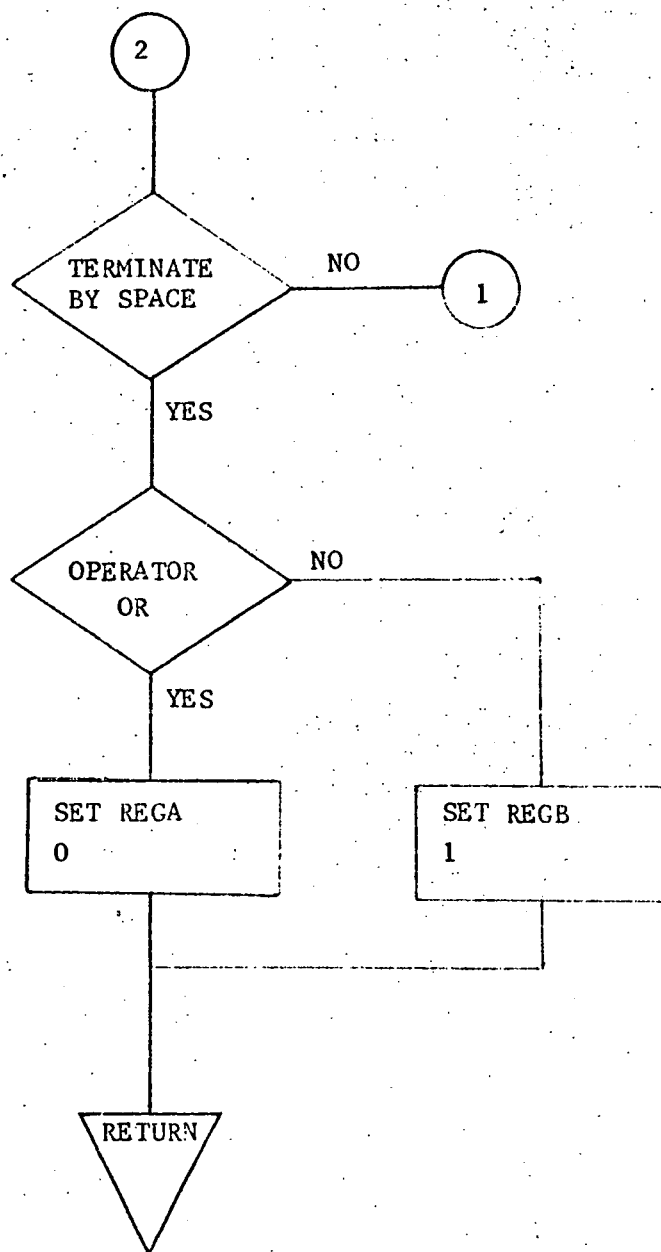 2
TERMINATE
BY SPACE
NO
1
YES
OPERATOR
OR
NO
YES
SET REGA
0
SET REGB
1
RETURN